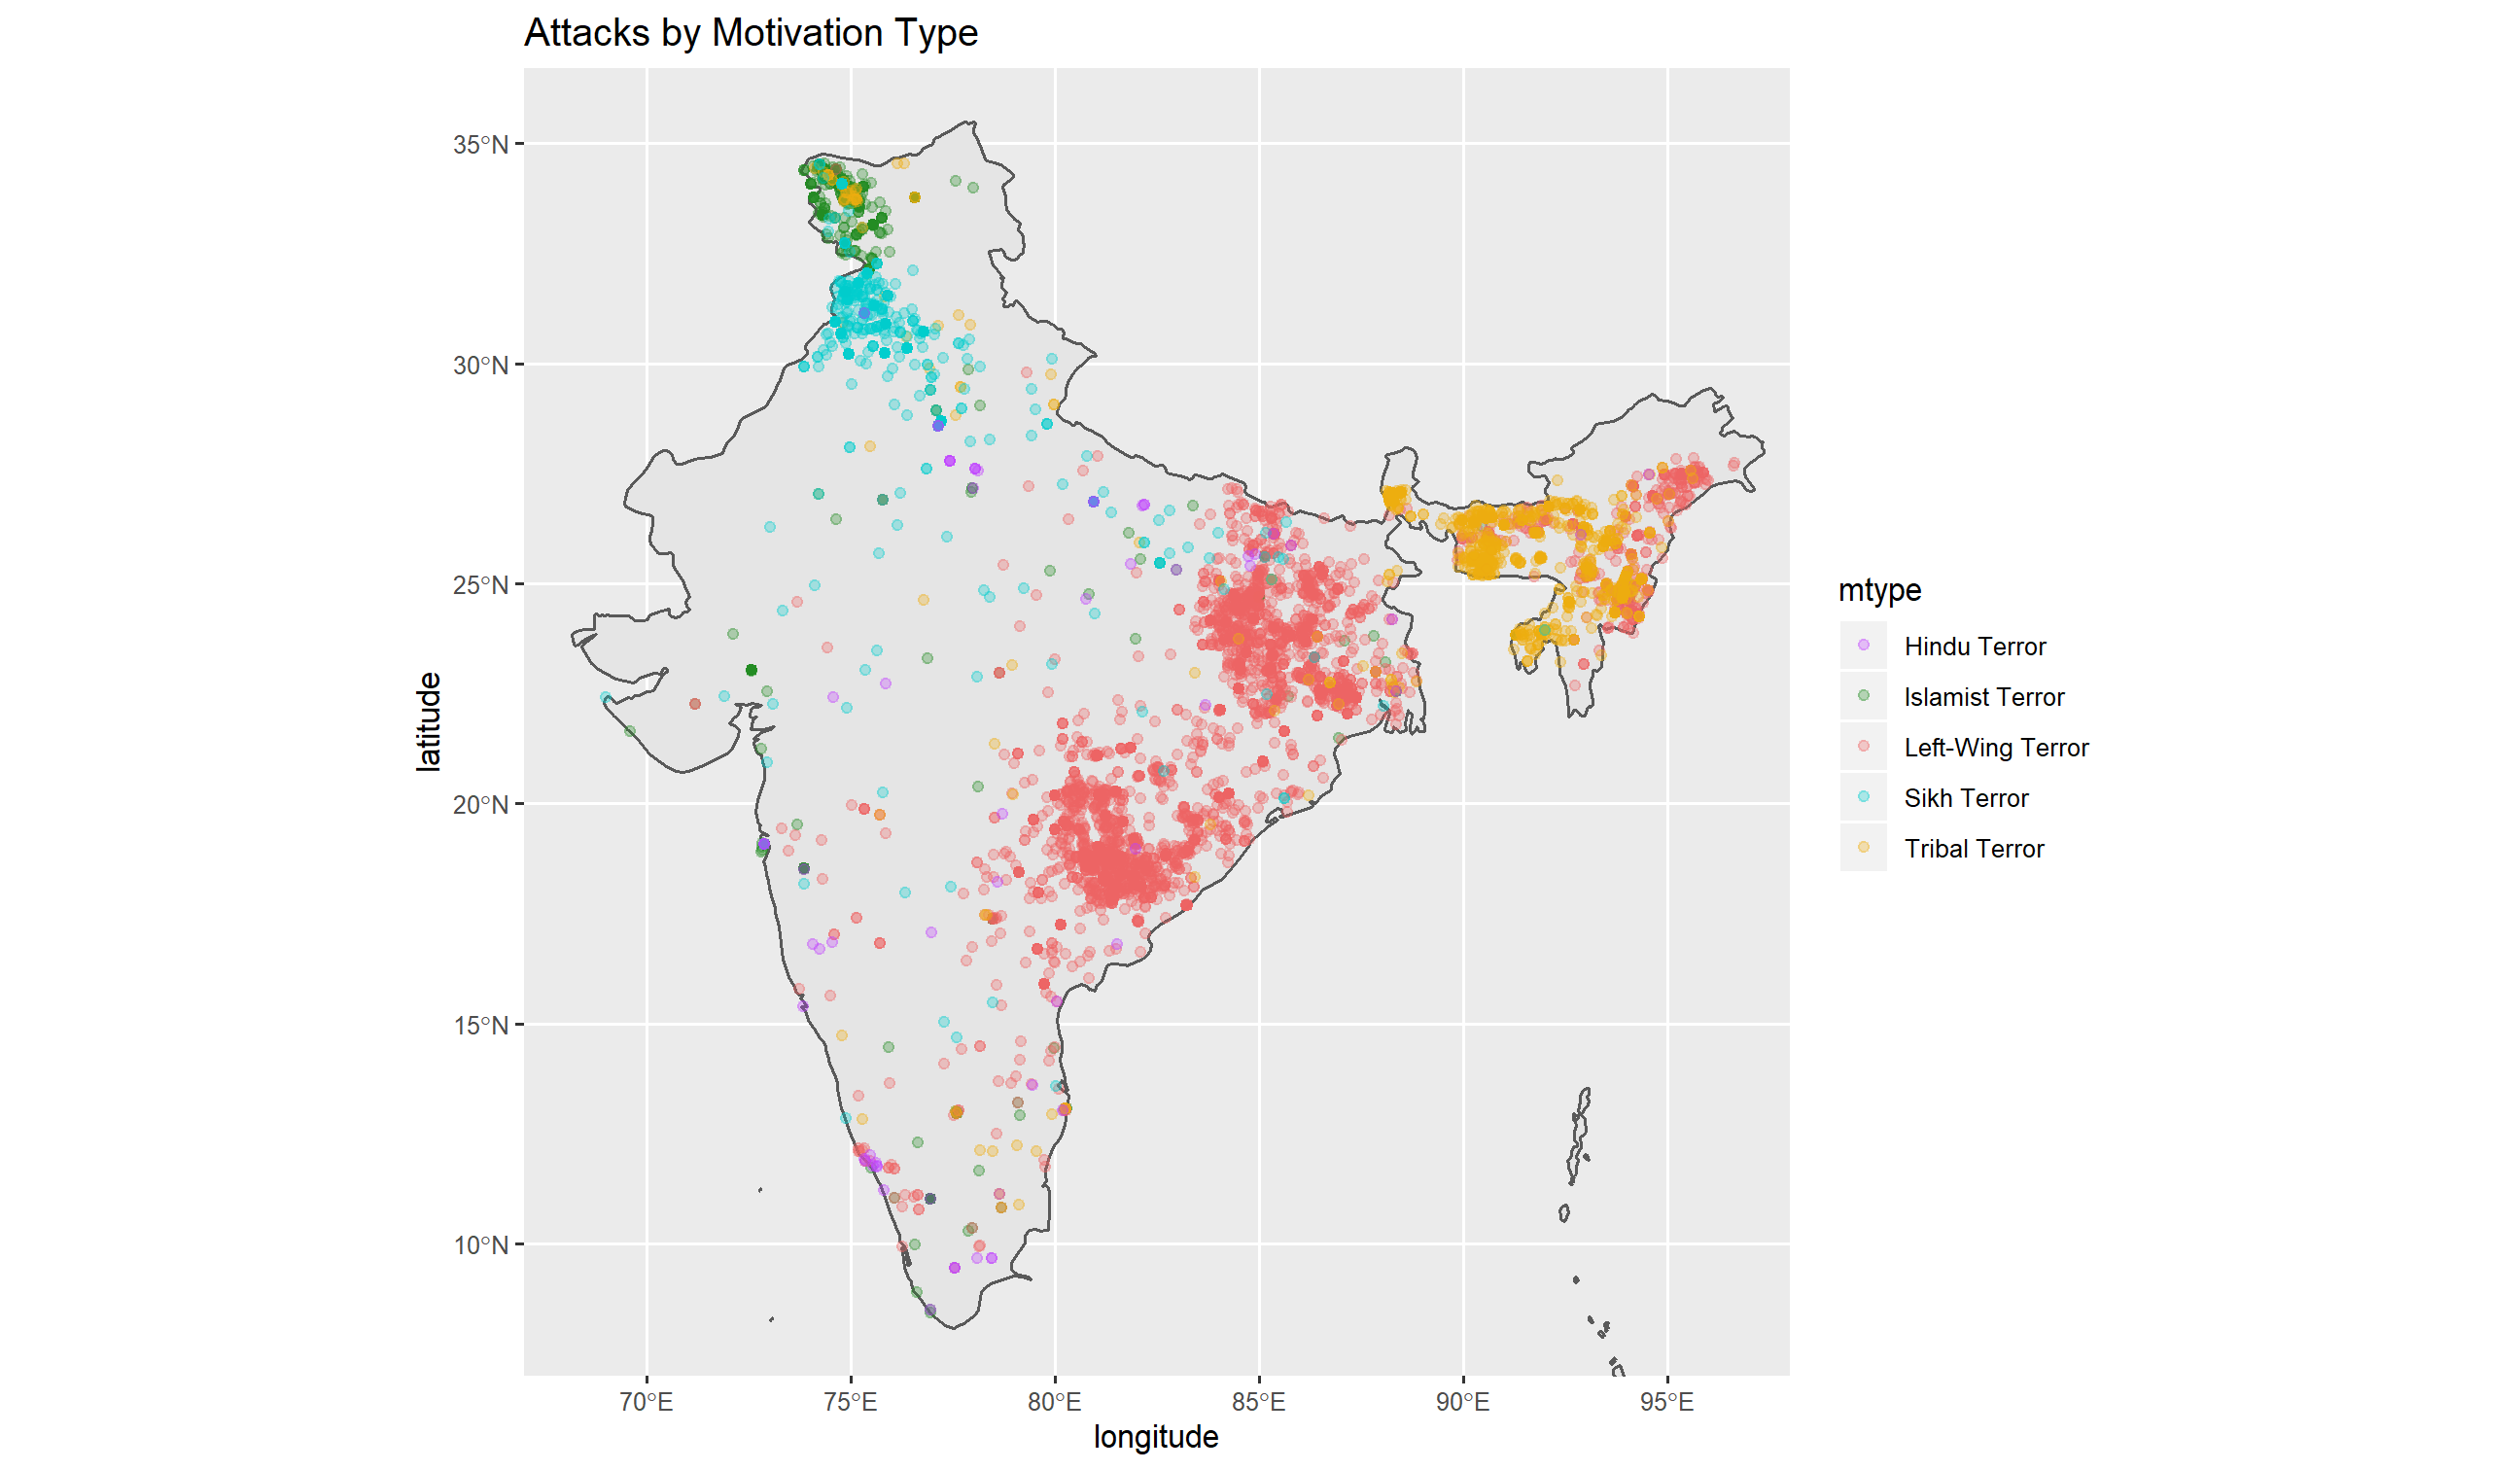 Attacks by Motivation Type
35°N
30°N
25°N
20°N
15°N
10°N
latitude
70°E
75°E
80°E
85°E
90°E
95°E
longitude
mtype
Hindu Terror
Islamist Terror
Left-Wing Terror
Sikh Terror
Tribal Terror